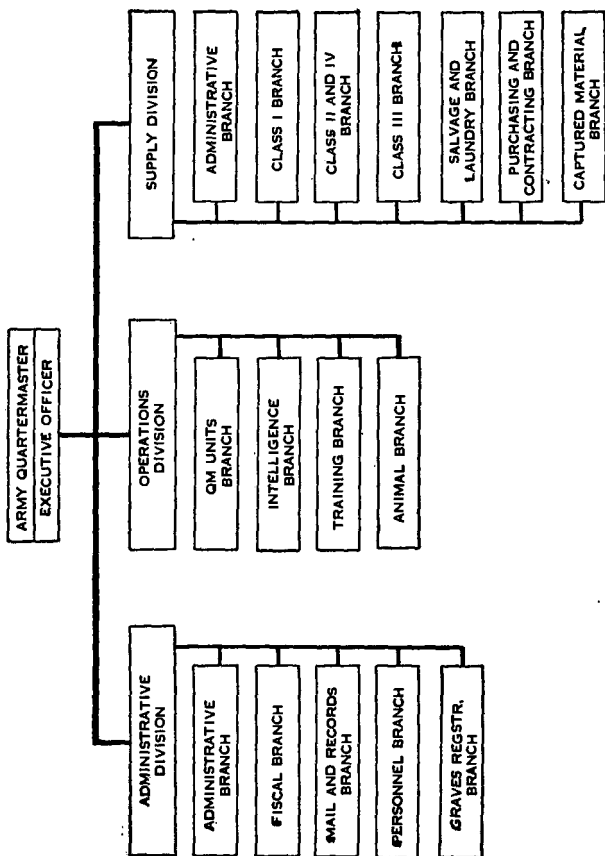 ARMY QUARTERMASTER
EXECUTIVE OFFICER
ADMINISTRATIVE
DIVISION
ADMINISTRATIVE
BRANCH
FISCAL BRANCH
MAIL AND RECORDS
BRANCH
PERSONNEL BRANCH
GRAVES REGSTR.
BRANCH
OPERATIONS
DIVISION
QM UNITS
BRANCH
INTELLIGENCE
BRANCH
TRAINING BRANCH
ANIMAL BRANCH
SUPPLY DIVISION
ADMINISTRATIVE
BRANCH
CLASS I BRANCH
CLASS II AND IV
BRANCH
CLASS III BRANCH
SALVAGE AND
LAUNDRY BRANCH
PURCHASING AND
CONTRACTING BRANCH
CAPTURED MATERIAL
BRANCH